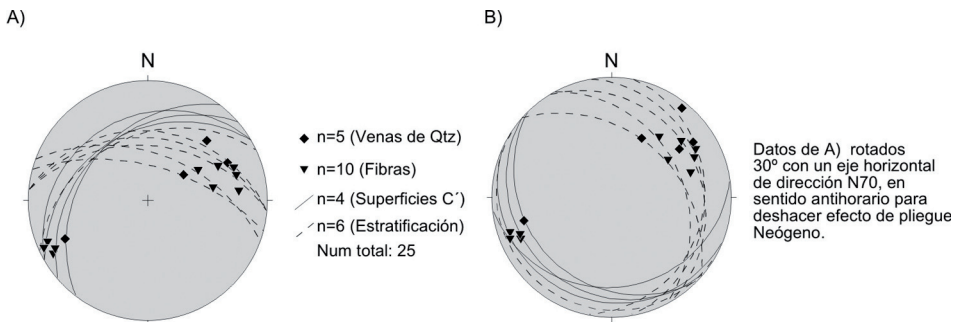 A)
B)
N
N
n=5 (Venas de Qtz)
n=10 (Fibras)
n=4 (Superficies C´)
n=6 (Estratificación)
Num total: 25
Datos de A) rotados
30º con un eje horizontal
de dirección N70, en
sentido antihorario para
deshacer efecto de pliegue
Neógeno.